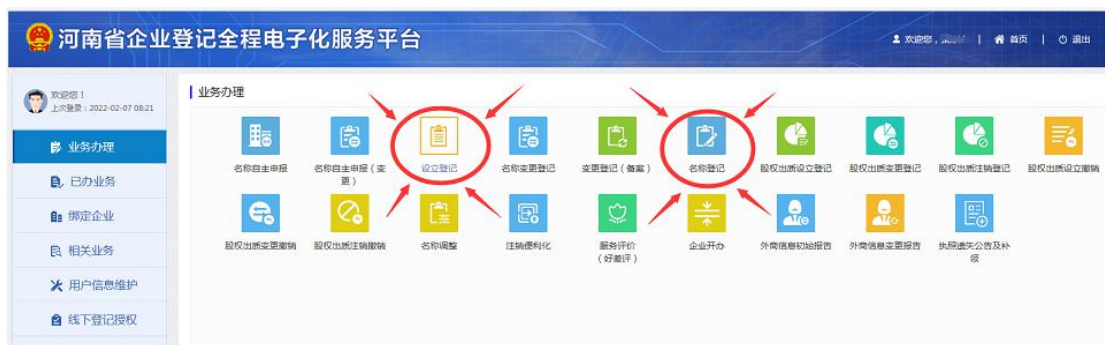 河南省企业登记全程电子化服务平台
欢迎您，
首页
退出
欢迎您！
上次登录：2022-02-07 08:21
业务办理
已办业务
绑定企业
相关业务
用户信息维护
线下登记授权
业务办理
名称自主申报
名称自主申报（变
更）
设立登记
名称变更登记
变更登记（备案）
名称登记
股权出质设立登记
股权出质变更登记
股权出质注销登记
股权出质设立撤销
股权出质变更撤销
股权出质注销撤销
名称调整
注销便利化
服务评价
（好差评）
企业开办
外商信息初始报告
外商信息变更报告
执照遗失公告及补
领